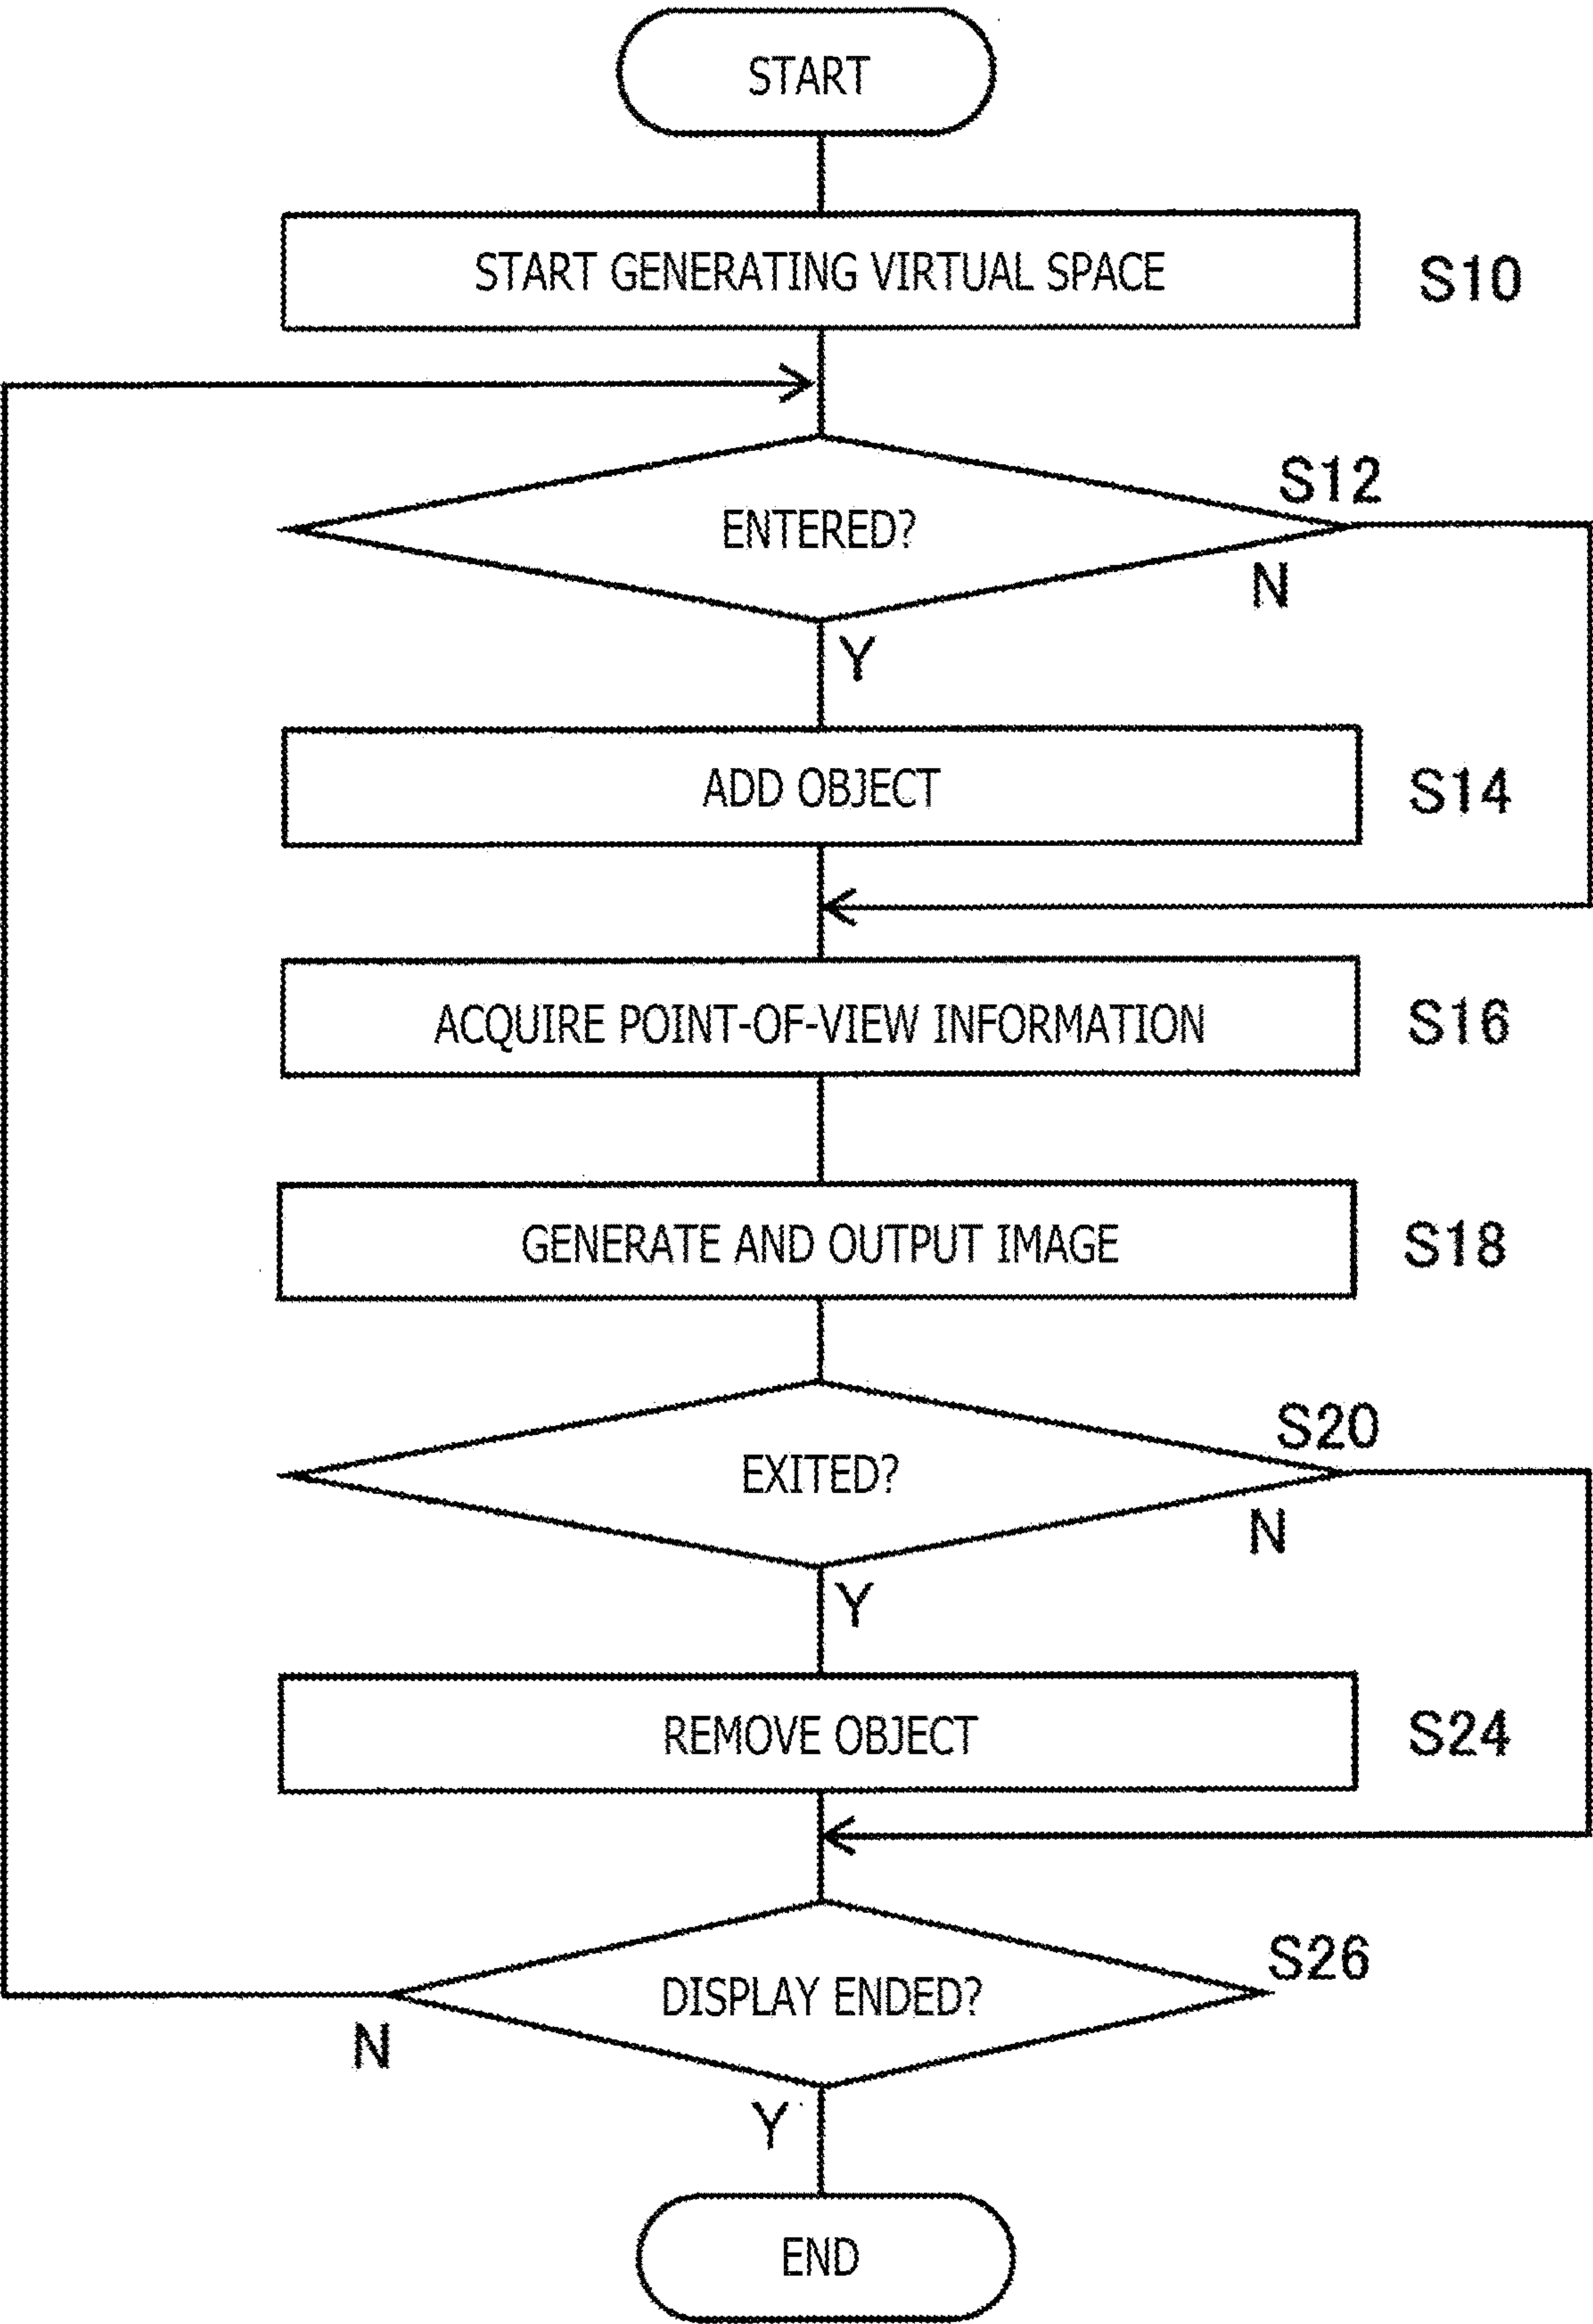 START
START GENERATING VIRTUAL SPACE
S10
S12
ENTERED?
N
Y
ADD OBJECT
S14
ACQUIRE POINT-OF-VIEW INFORMATION
S16
GENERATE AND OUTPUT IMAGE
S18
S20
EXITED?
N
Y
REMOVE OBJECT
S24
S26
DISPLAY ENDED?
N
Y
END